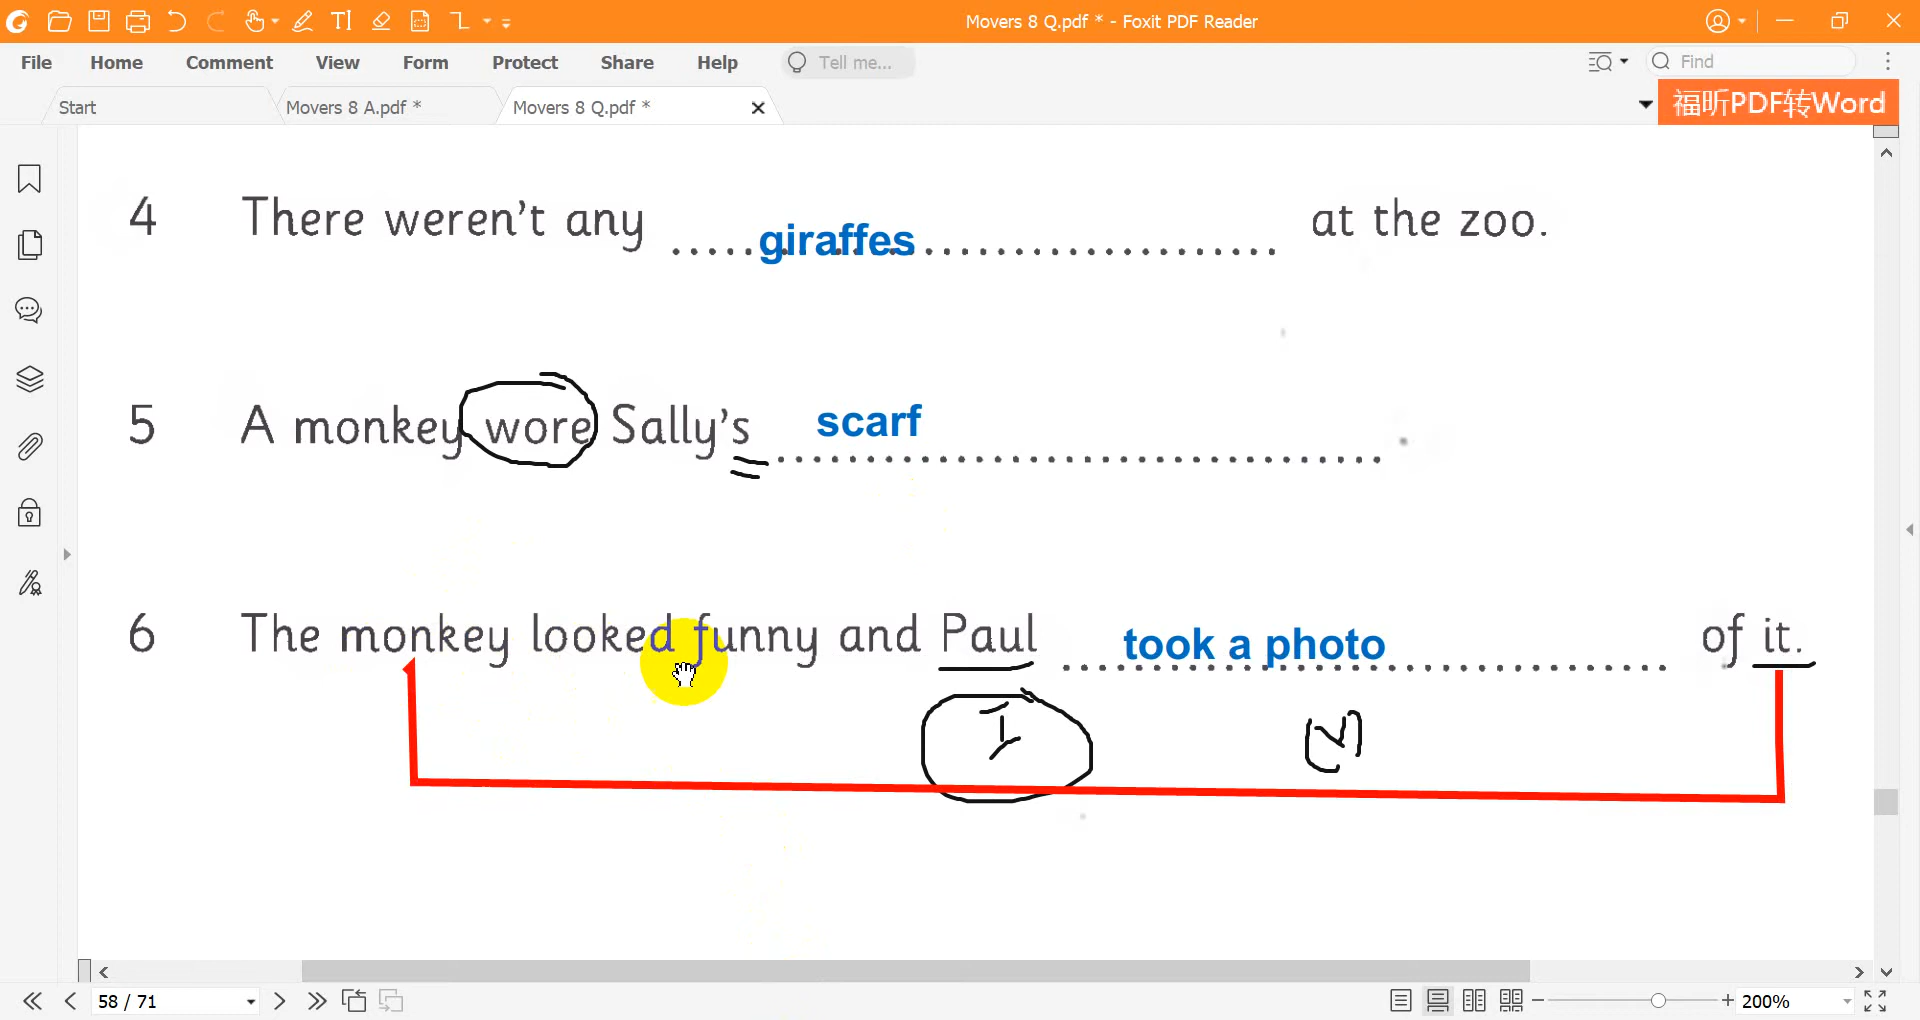 Movers 8 Q.pdf * - Foxit PDF Reader
File Home Comment View Form Protect Share Help Tell me... Find
Start Movers 8 A.pdf * Movers 8 Q.pdf * 福昕PDF转Word
4 There weren't any ..... giraffes .................... at the zoo.
5 A monkey wore Sally's scarf .................................. .
6 The monkey looked funny and Paul took a photo .................................. of it.
58 / 71 200%